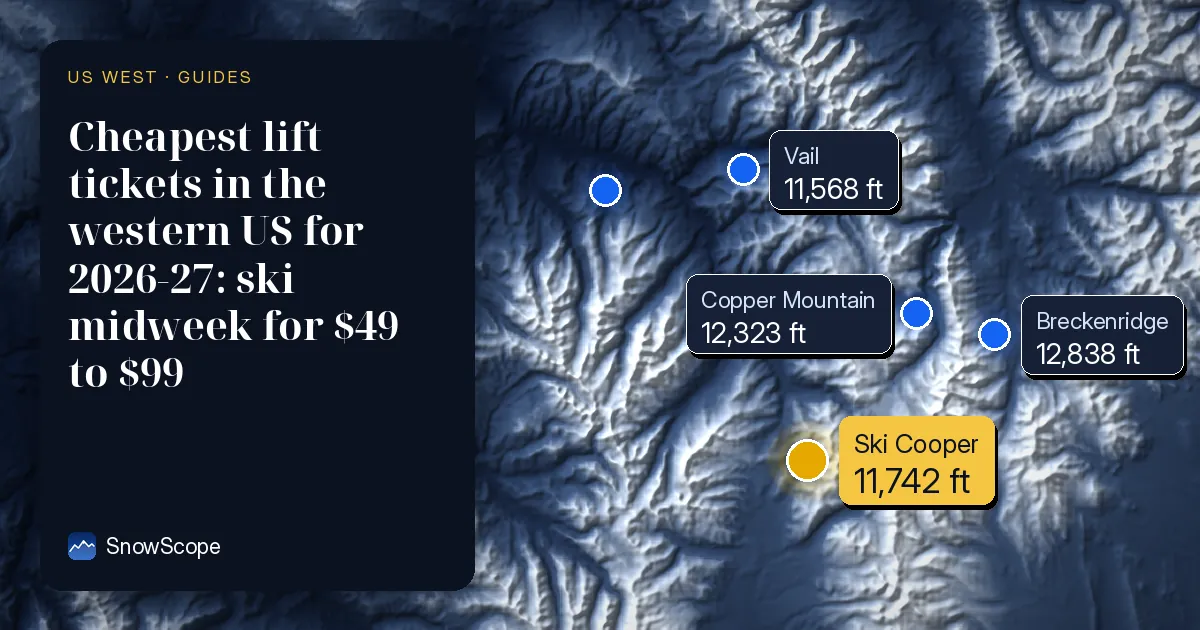 US WEST · GUIDES
Cheapest lift
tickets in the
western US for
2026-27: ski
midweek for $49
to $99
SnowScope
Vail
11,568 ft
Copper Mountain
12,323 ft
Breckenridge
12,838 ft
Ski Cooper
11,742 ft